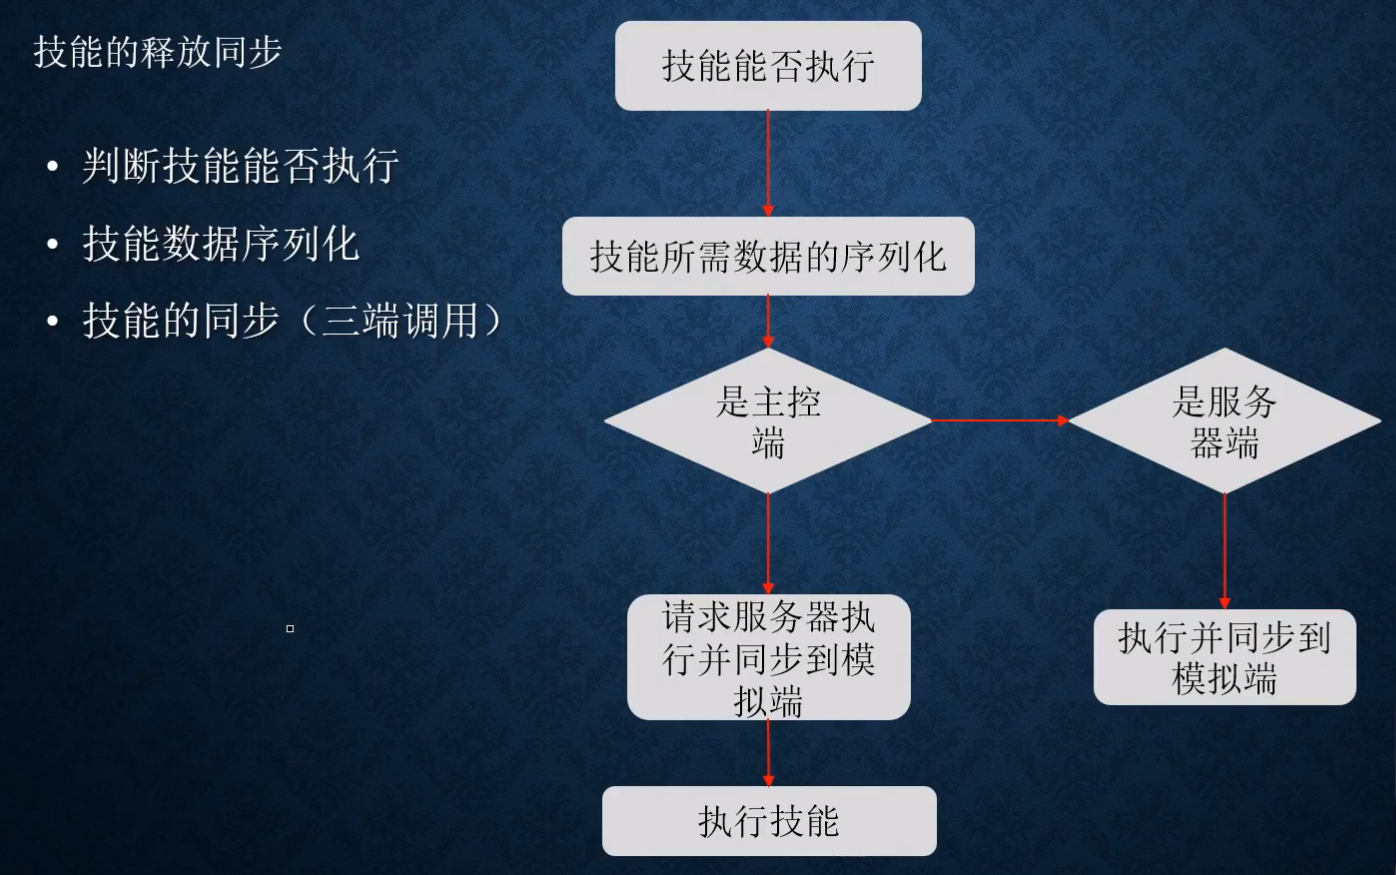 技能的释放同步
• 判断技能能否执行
• 技能数据序列化
• 技能的同步（三端调用）
技能能否执行
技能所需数据的序列化
是主控
端
是服务
器端
请求服务器执
行并同步到模
拟端
执行并同步到
模拟端
执行技能